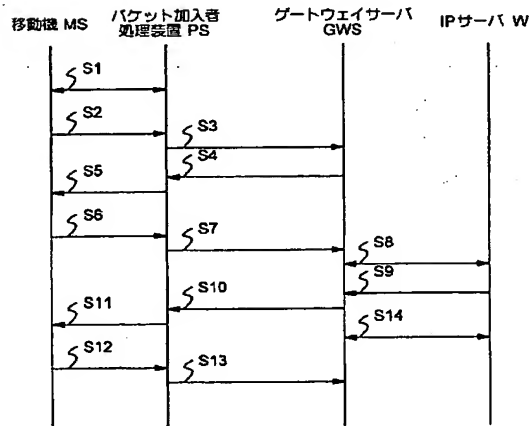 移動機 MS
パケット加入者
処理装置 PS
ゲートウェイサーバ
GWS
IPサーバ W
S1
S2
S3
S4
S5
S6
S7
S8
S9
S10
S11
S14
S12
S13